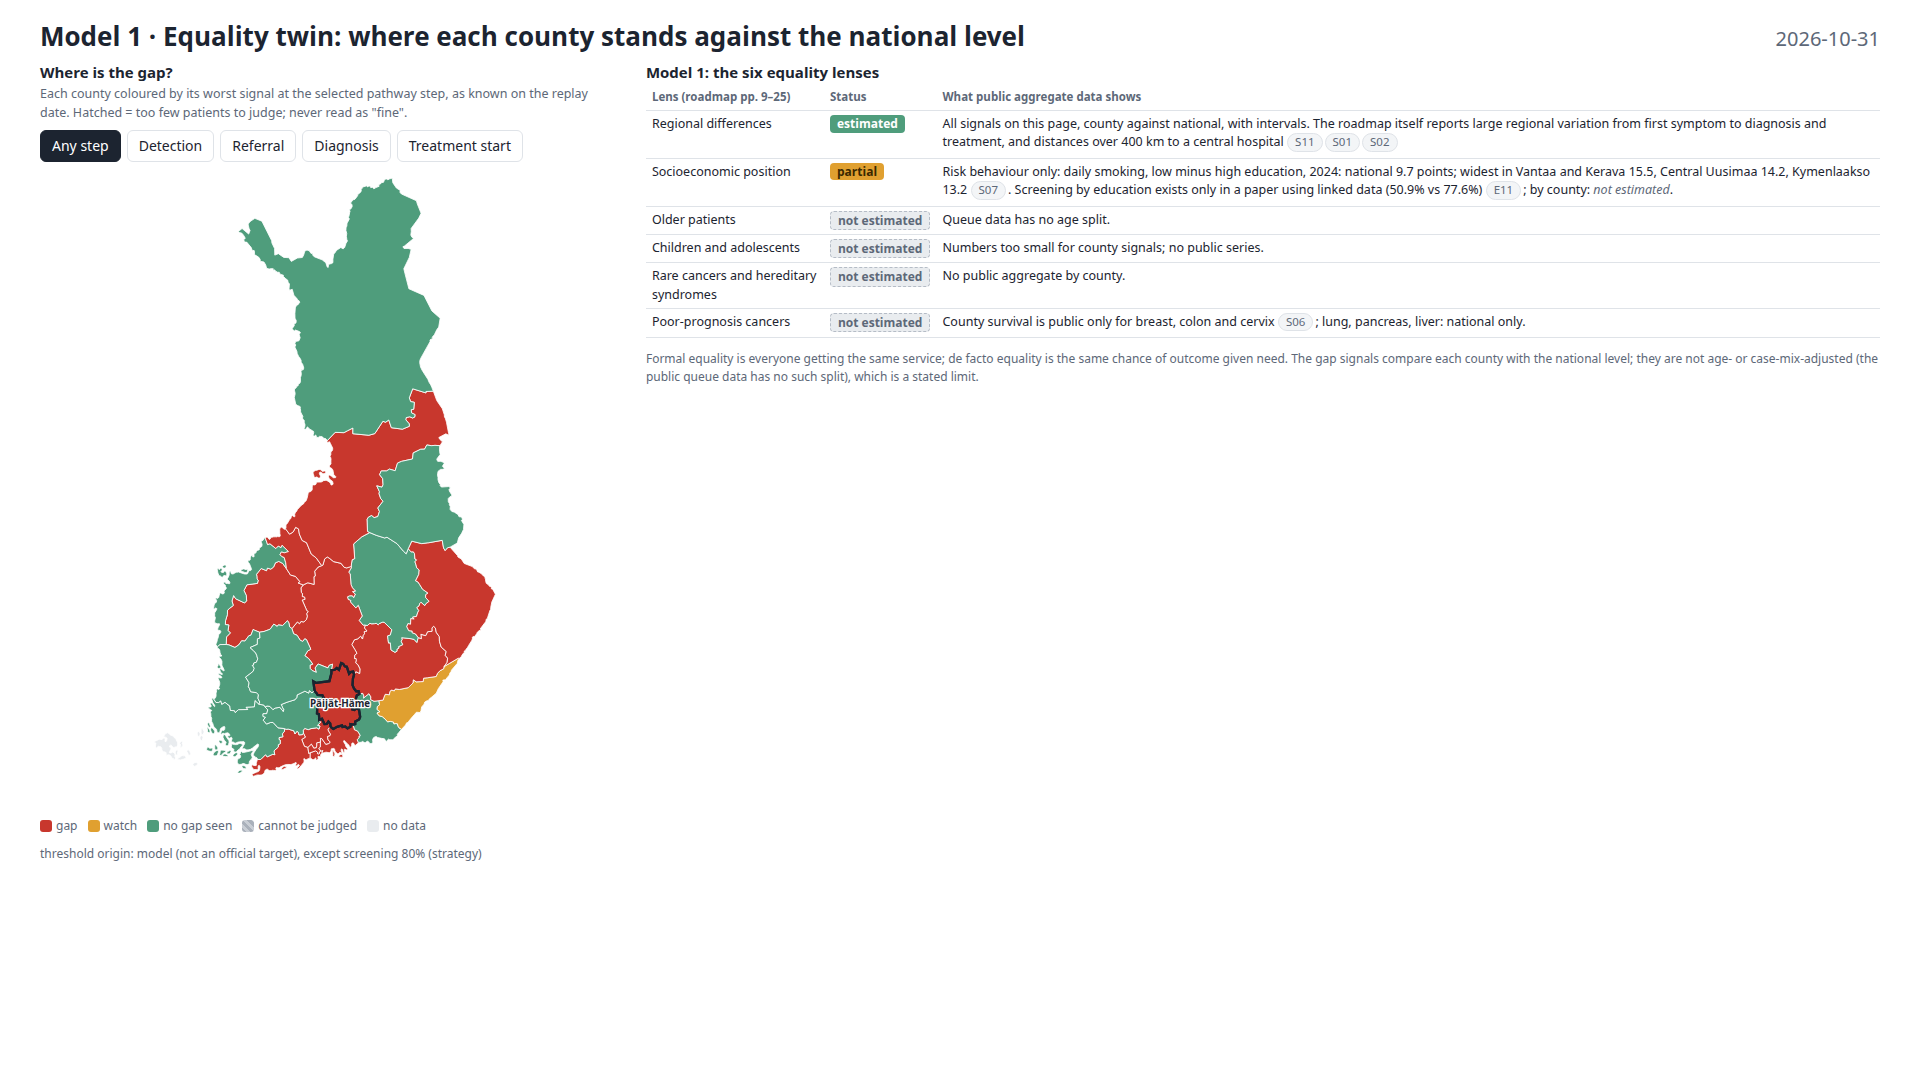 Model 1 · Equality twin: where each county stands against the national level
2026-10-31
Where is the gap?
Each county coloured by its worst signal at the selected pathway step, as known on the replay
date. Hatched = too few patients to judge; never read as "fine".
Any step
Detection
Referral
Diagnosis
Treatment start
Päijät-Häme
gap
watch
no gap seen
cannot be judged
no data
threshold origin: model (not an official target), except screening 80% (strategy)
Model 1: the six equality lenses
Lens (roadmap pp. 9–25)
Status
What public aggregate data shows
Regional differences
estimated
All signals on this page, county against national, with intervals. The roadmap itself reports large regional variation from first symptom to diagnosis and
treatment, and distances over 400 km to a central hospital S11 S01 S02
Socioeconomic position
partial
Risk behaviour only: daily smoking, low minus high education, 2024: national 9.7 points; widest in Vantaa and Kerava 15.5, Central Uusimaa 14.2, Kymenlaakso
13.2 S07 . Screening by education exists only in a paper using linked data (50.9% vs 77.6%) E11 ; by county: not estimated.
Older patients
not estimated
Queue data has no age split.
Children and adolescents
not estimated
Numbers too small for county signals; no public series.
Rare cancers and hereditary
syndromes
not estimated
No public aggregate by county.
Poor-prognosis cancers
not estimated
County survival is public only for breast, colon and cervix S06 ; lung, pancreas, liver: national only.
Formal equality is everyone getting the same service; de facto equality is the same chance of outcome given need. The gap signals compare each county with the national level; they are not age- or case-mix-adjusted (the
public queue data has no such split), which is a stated limit.